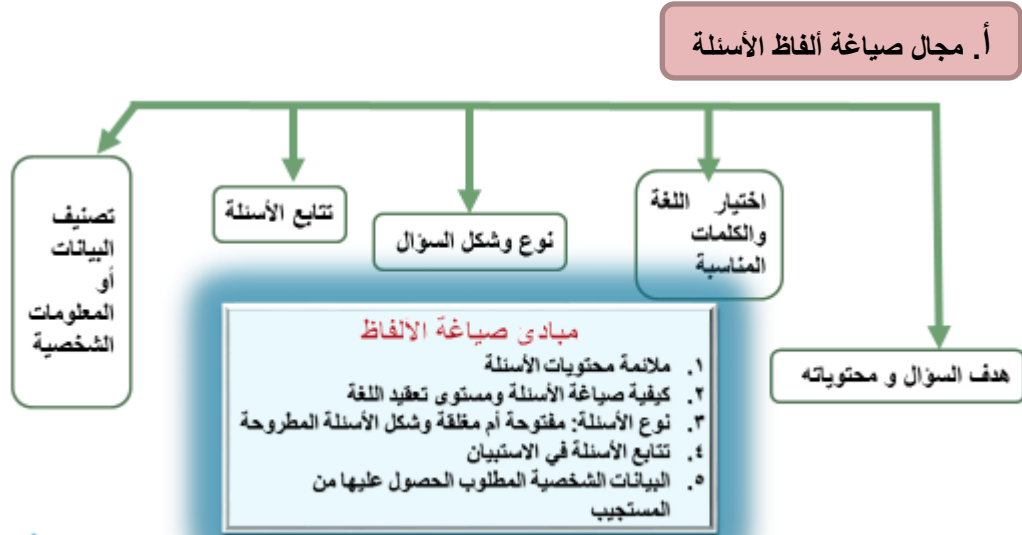 أ. مجال صياغة ألفاظ الأسئلة
هدف السؤال و محتوياته
اختيار اللغة
والكلمات
المناسبة
نوع وشكل السؤال
تتابع الأسئلة
تصنيف
البيانات
أو
المعلومات
الشخصية
مبادئ صياغة الألفاظ
١. ملائمة محتويات الأسئلة
٢. كيفية صياغة الأسئلة ومستوى تعقيد اللغة
٣. نوع الأسئلة: مفتوحة أم مغلقة وشكل الأسئلة المطروحة
٤. تتابع الأسئلة في الاستبيان
٥. البيانات الشخصية المطلوب الحصول عليها من
المستجيب